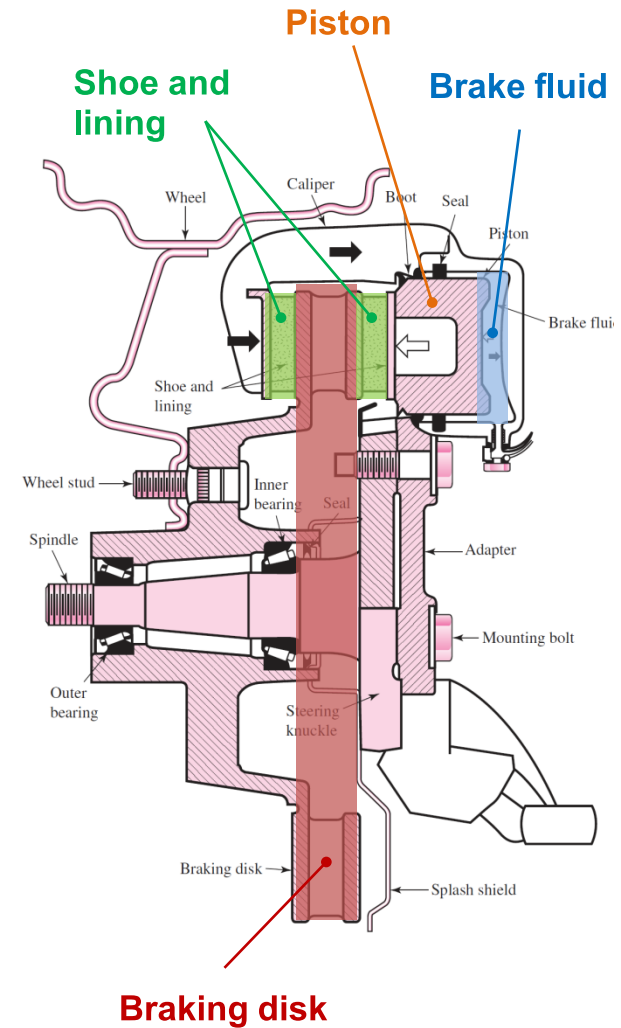 Piston
Shoe and
lining
Brake fluid
Wheel
Caliper
Boot
Seal
Piston
Brake flui
Shoe and
lining
Wheel stud
Inner
bearing
Seal
Spindle
Adapter
Mounting bolt
Outer
bearing
Steering
knuckle
Braking disk
Splash shield
Braking disk